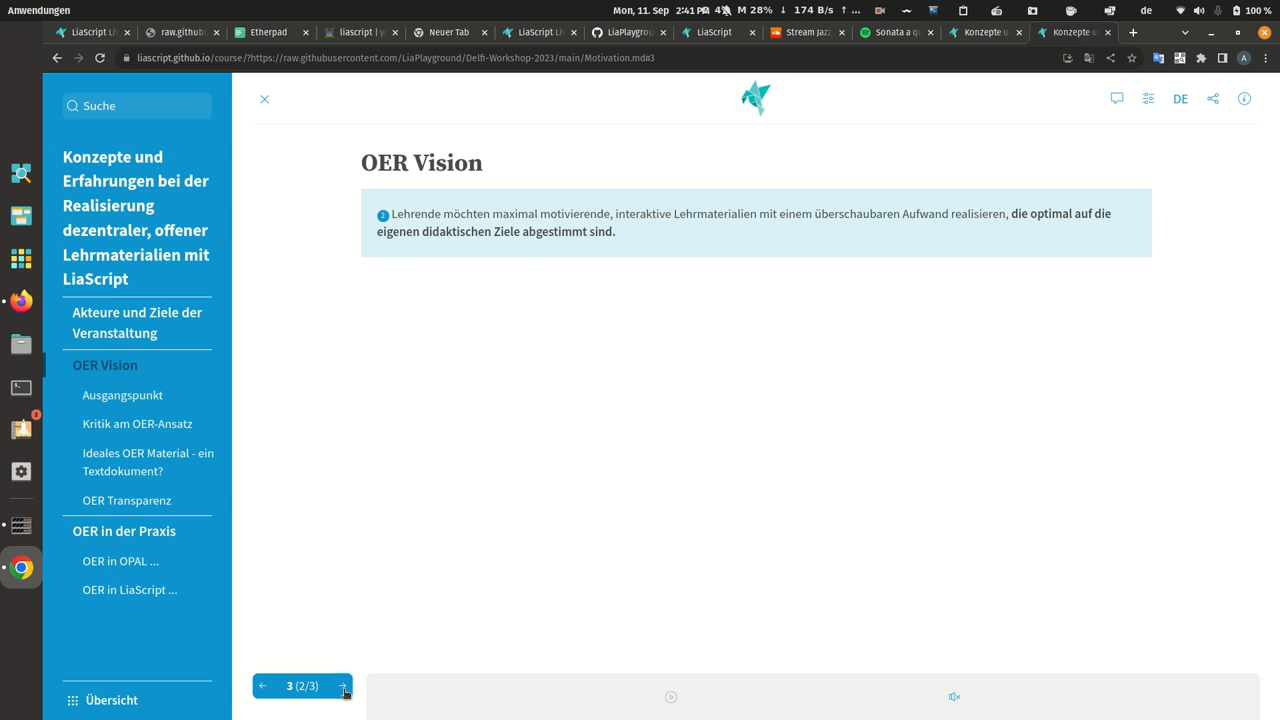 Anwendungen
Mon, 11. Sep 2:41 PM 28% ↓ 174 B/s ↑ ... de 100 %
raw.github
Etherpad
liascript | y
Neuer Tab
LiaScript Li
LiaPlaygrou
LiaScript
Stream Jazz
Sonata a q
Konzepte u
Konzepte u
liascript.github.io/course/?https://raw.githubusercontent.com/LiaPlayground/Delfi-Workshop-2023/main/Motivation.md#3
A
Suche
DE
Konzepte und
Erfahrungen bei der
Realisierung
dezentraler, offener
Lehrmaterialien mit
LiaScript
Akteure und Ziele der
Veranstaltung
OER Vision
Ausgangspunkt
Kritik am OER-Ansatz
Ideales OER Material - ein
Textdokument?
OER Transparenz
OER in der Praxis
OER in OPAL ...
OER in LiaScript ...
Übersicht
OER Vision
2 Lehrende möchten maximal motivierende, interaktive Lehrmaterialien mit einem überschaubaren Aufwand realisieren, die optimal auf die
eigenen didaktischen Ziele abgestimmt sind.
← 3 (2/3) →
2